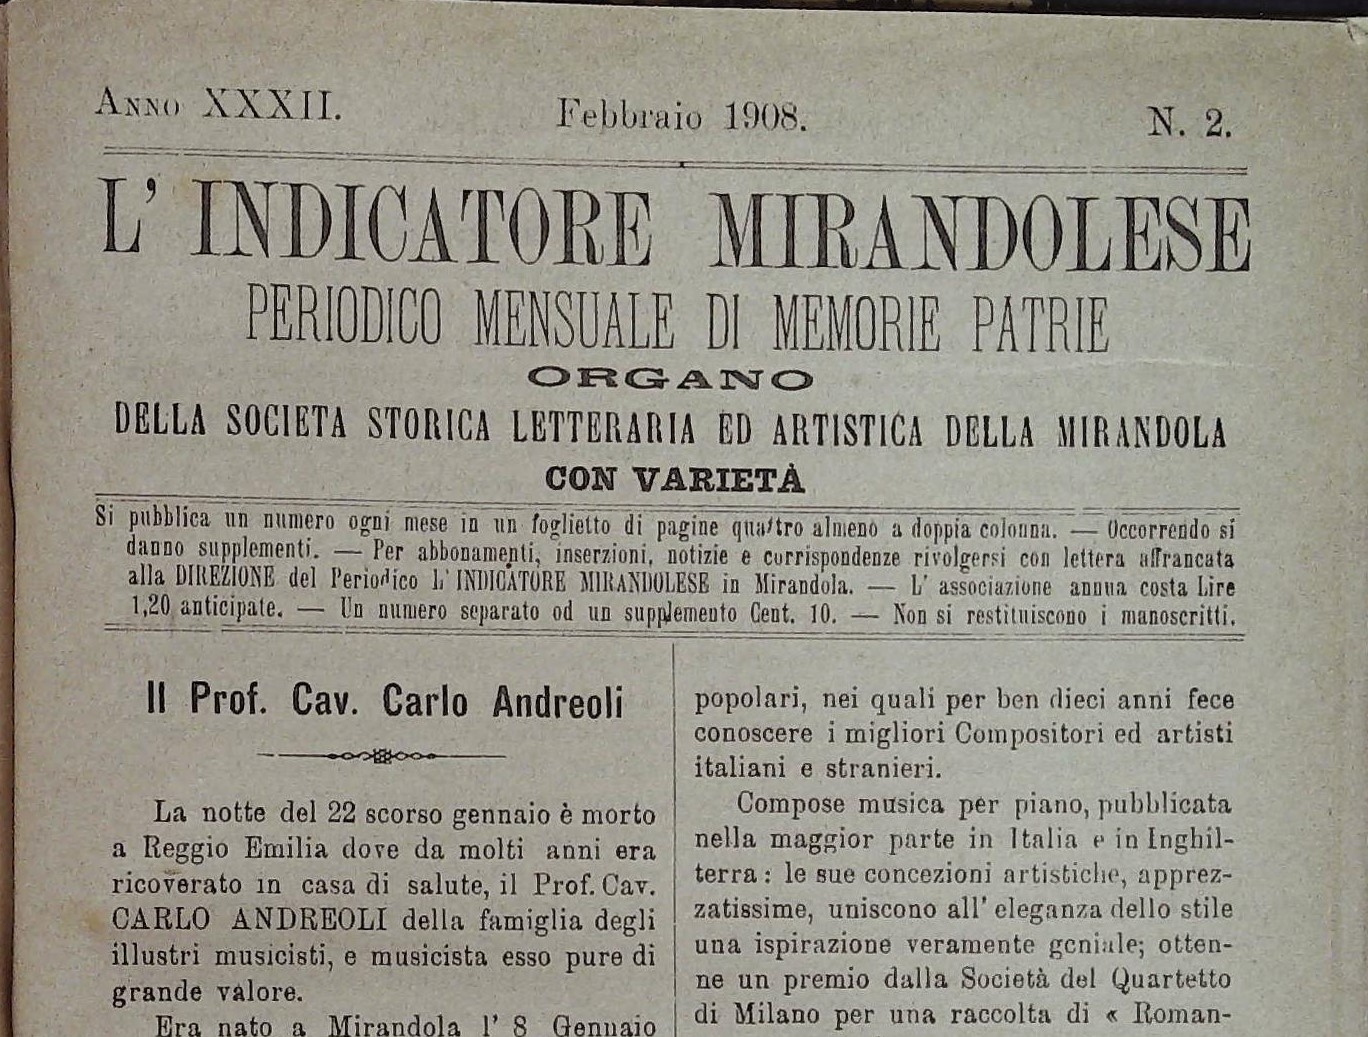 ANNO XXXII.
Febbraio 1908.
N. 2.
L' INDICATORE MIRANDOLESE
PERIODICO MENSUALE DI MEMORIE PATRIE
ORGANO
DELLA SOCIETA STORICA LETTERARIA ED ARTISTICA DELLA MIRANDOLA
CON VARIETÀ
Si pubblica un numero ogni mese in un foglietto di pagine quattro almeno a doppia colonna. — Occorrendo si
danno supplementi. — Per abbonamenti, inserzioni, notizie e corrispondenze rivolgersi con lettera affrancata
alla DIREZIONE del Periodico L' INDICATORE MIRANDOLESE in Mirandola. — L' associazione annua costa Lire
1,20 anticipate. — Un numero separato od un supplemento Cent. 10. — Non si restituiscono i manoscritti.
Il Prof. Cav. Carlo Andreoli
La notte del 22 scorso gennaio è morto
a Reggio Emilia dove da molti anni era
ricoverato in casa di salute, il Prof. Cav.
CARLO ANDREOLI della famiglia degli
illustri musicisti, e musicista esso pure di
grande valore.
Era nato a Mirandola l' 8 Gennaio
popolari, nei quali per ben dieci anni fece
conoscere i migliori Compositori ed artisti
italiani e stranieri.
Compose musica per piano, pubblicata
nella maggior parte in Italia e in Inghil-
terra: le sue concezioni artistiche, apprez-
zatissime, uniscono all' eleganza dello stile
una ispirazione veramente geniale; otten-
ne un premio dalla Società del Quartetto
di Milano per una raccolta di « Roman-